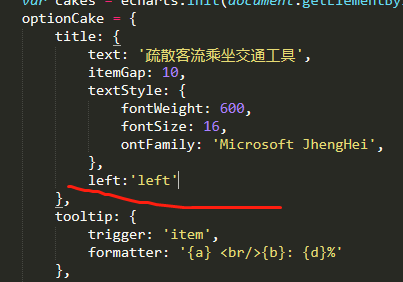 var cakes = echarts.init(document.getElementBy
optionCake = {
title: {
text: '疏散客流乘坐交通工具',
itemGap: 10,
textStyle: {
fontWeight: 600,
fontSize: 16,
ontFamily: 'Microsoft JhengHei',
},
left:'left'
},
tooltip: {
trigger: 'item',
formatter: '{a} <br/>{b}: {d}%'
},